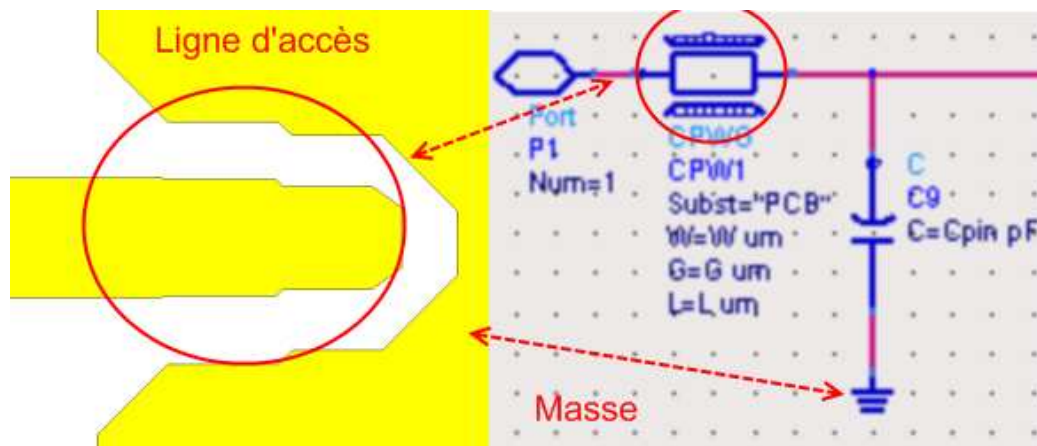 Ligne d'accès
Port
P1
Num=1
CPWG
CPW1
Subst="PCB"
W=W um
G=G um
L=L um
C
C9
C=Cpin pF
Masse